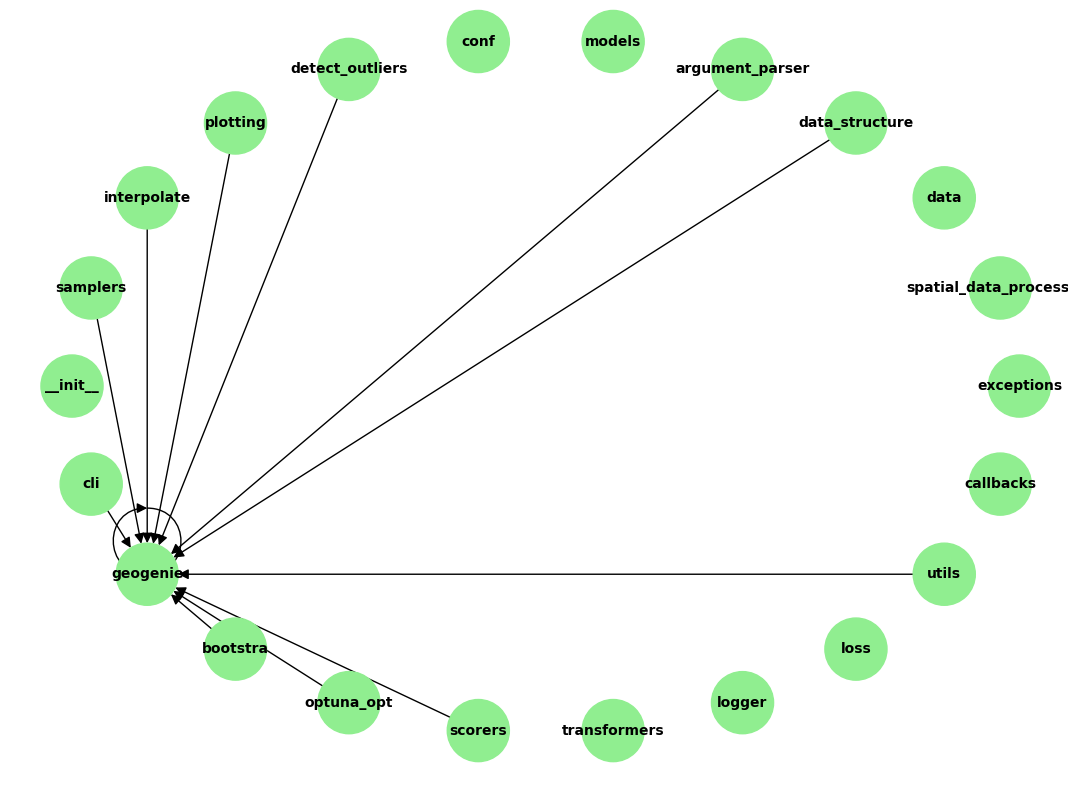 conf
models
detect_outliers
argument_parser
plotting
data_structure
interpolate
data
samplers
spatial_data_process
__init__
exceptions
cli
callbacks
geogenie
utils
bootstra
loss
optuna_opt
logger
scorers
transformers